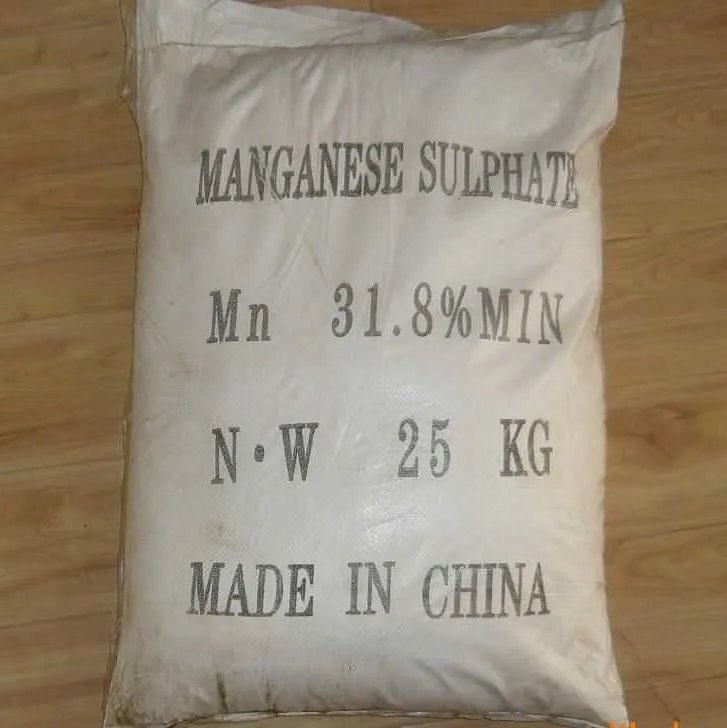 MANGANESE SULPHATE
Mn 31.8%MIN
N·W 25 KG
MADE IN CHINA